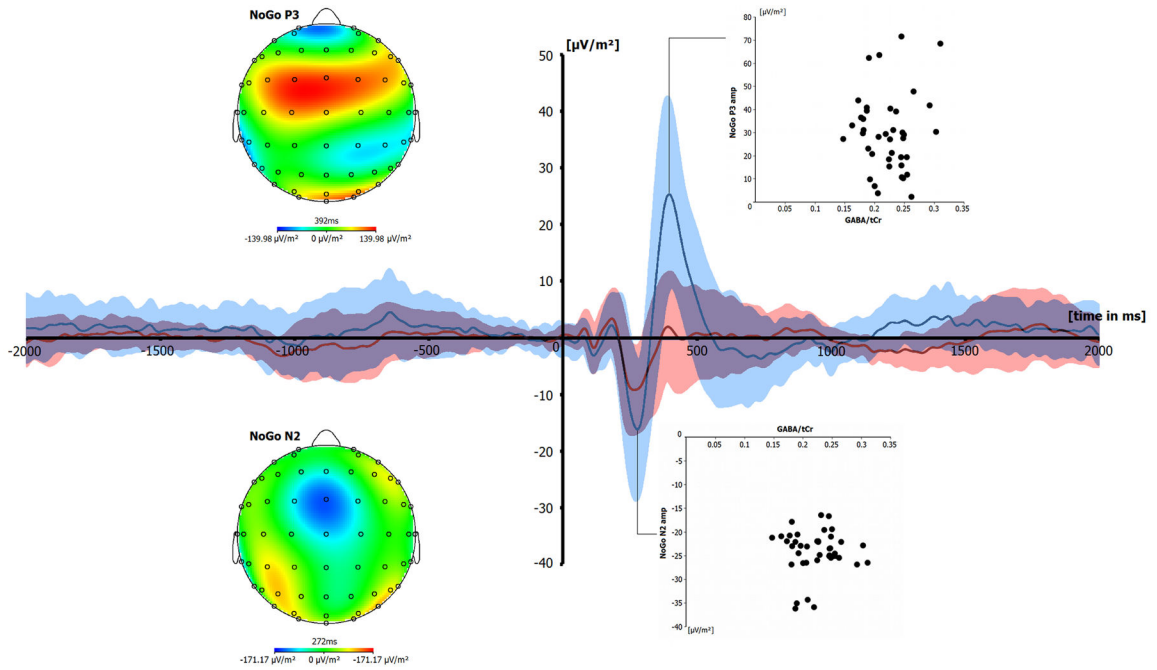 NoGo P3
392ms
-139.98 µV/m² 0 µV/m² 139.98 µV/m²
[µV/m²]
50
40
30
20
10
0
-10
-20
-30
-40
-2000 -1500 -1000 -500 500 1000 1500 2000
[time in ms]
[µV/m²]
80
70
60
50
40
30
20
10
0
NoGo P3 amp
0.05 0.1 0.15 0.2 0.25 0.3 0.35
GABA/tCr
NoGo N2
272ms
-171.17 µV/m² 0 µV/m² -171.17 µV/m²
GABA/tCr
0.05 0.1 0.15 0.2 0.25 0.3 0.35
0
-5
-10
-15
-20
-25
-30
-35
-40
NoGo N2 amp
[µV/m²]